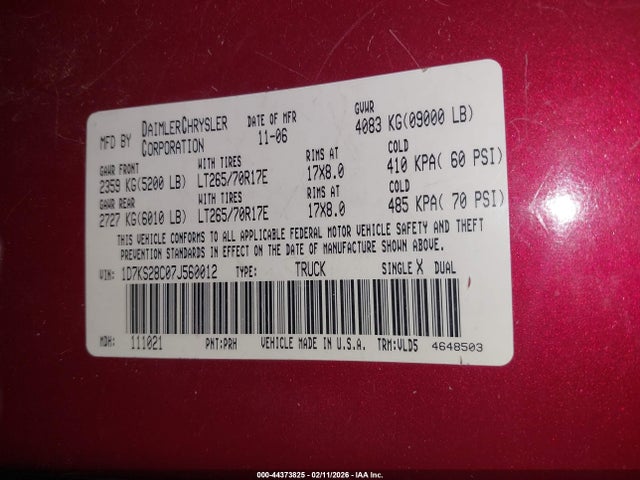 MFD BY DAIMLERCHRYSLER CORPORATION DATE OF MFR 11-06 GVWR 4083 KG(09000 LB)
GAWR FRONT WITH TIRES RIMS AT COLD
2359 KG(5200 LB) LT265/70R17E 17X8.0 410 KPA( 60 PSI)
GAWR REAR WITH TIRES RIMS AT COLD
2727 KG(6010 LB) LT265/70R17E 17X8.0 485 KPA( 70 PSI)
THIS VEHICLE CONFORMS TO ALL APPLICABLE FEDERAL MOTOR VEHICLE SAFETY AND THEFT
PREVENTION STANDARDS IN EFFECT ON THE DATE OF MANUFACTURE SHOWN ABOVE.
VIN: 1D7KS28C07J560012 TYPE: TRUCK SINGLE X DUAL
MDH: 111021 PNT:PRH VEHICLE MADE IN U.S.A. TRM:VLD5 4648503
000-44373825 - 02/11/2026 - IAA Inc.